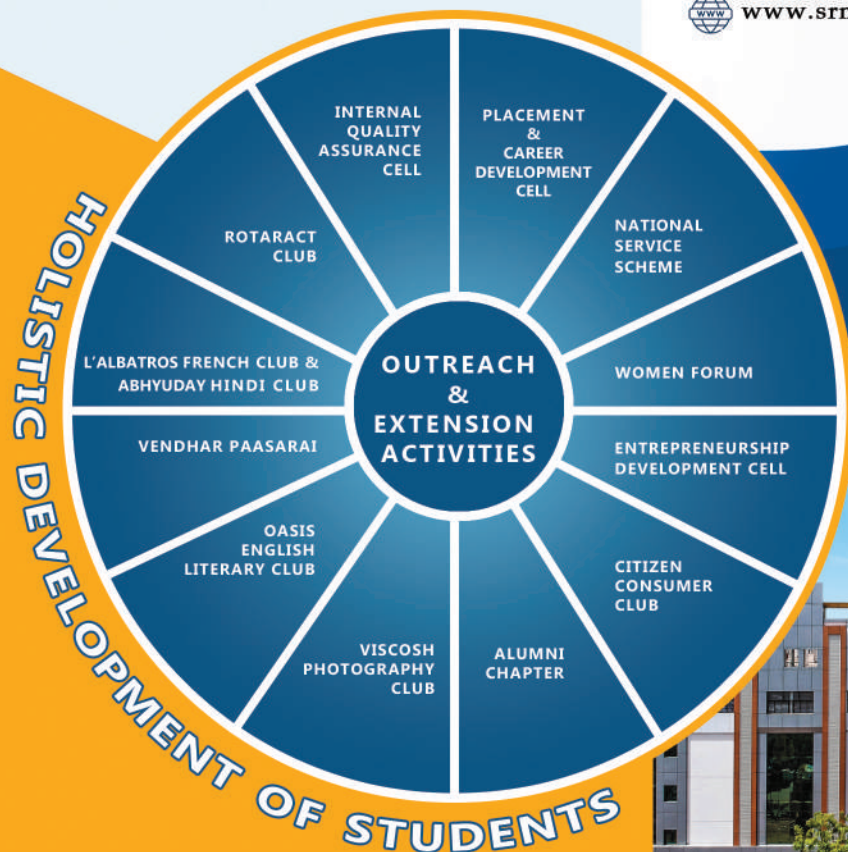 www.srm
INTERNAL
QUALITY
ASSURANCE
CELL
PLACEMENT
&
CAREER
DEVELOPMENT
CELL
NATIONAL
SERVICE
SCHEME
WOMEN FORUM
ENTREPRENEURSHIP
DEVELOPMENT CELL
CITIZEN
CONSUMER
CLUB
ALUMNI
CHAPTER
VISCOSH
PHOTOGRAPHY
CLUB
OASIS
ENGLISH
LITERARY CLUB
VENDHAR PAASARAI
L'ALBATROS FRENCH CLUB &
ABHYUDAY HINDI CLUB
ROTARACT
CLUB
OUTREACH
&
EXTENSION
ACTIVITIES
HOLISTIC DEVELOPMENT OF STUDENTS